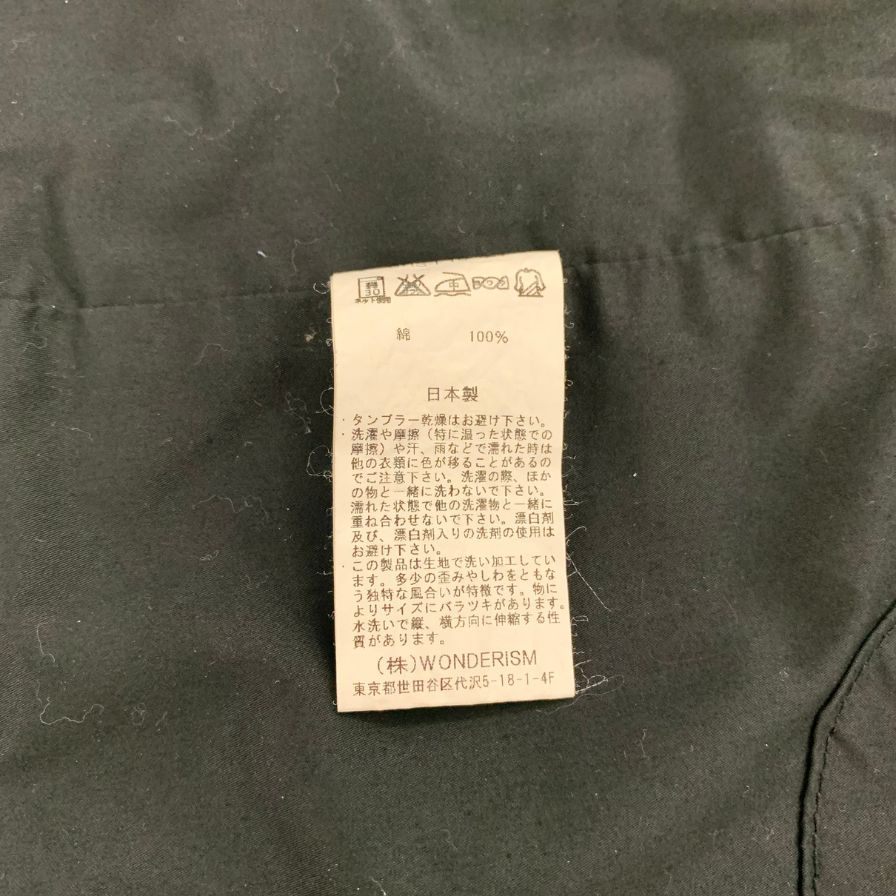 30
ネット使用
中
綿 100%
日本製
・タンブラー乾燥はお避け下さい。
・洗濯や摩擦（特に湿った状態での
摩擦）や汗、雨などで濡れた時は
他の衣類に色が移ることがあるの
でご注意下さい。洗濯の際、ほか
の物と一緒に洗わないで下さい。
濡れた状態で他の洗濯物と一緒に
重ね合わせないで下さい。漂白剤
及び、漂白剤入りの洗剤の使用は
お避け下さい。
・この製品は生地で洗い加工してい
ます。多少の歪みやしわをともな
う独特な風合いが特徴です。物に
よりサイズにバラツキがあります。
水洗いで縦、横方向に伸縮する性
質があります。
(株)WONDERISM
東京都世田谷区代沢5-18-1-4F